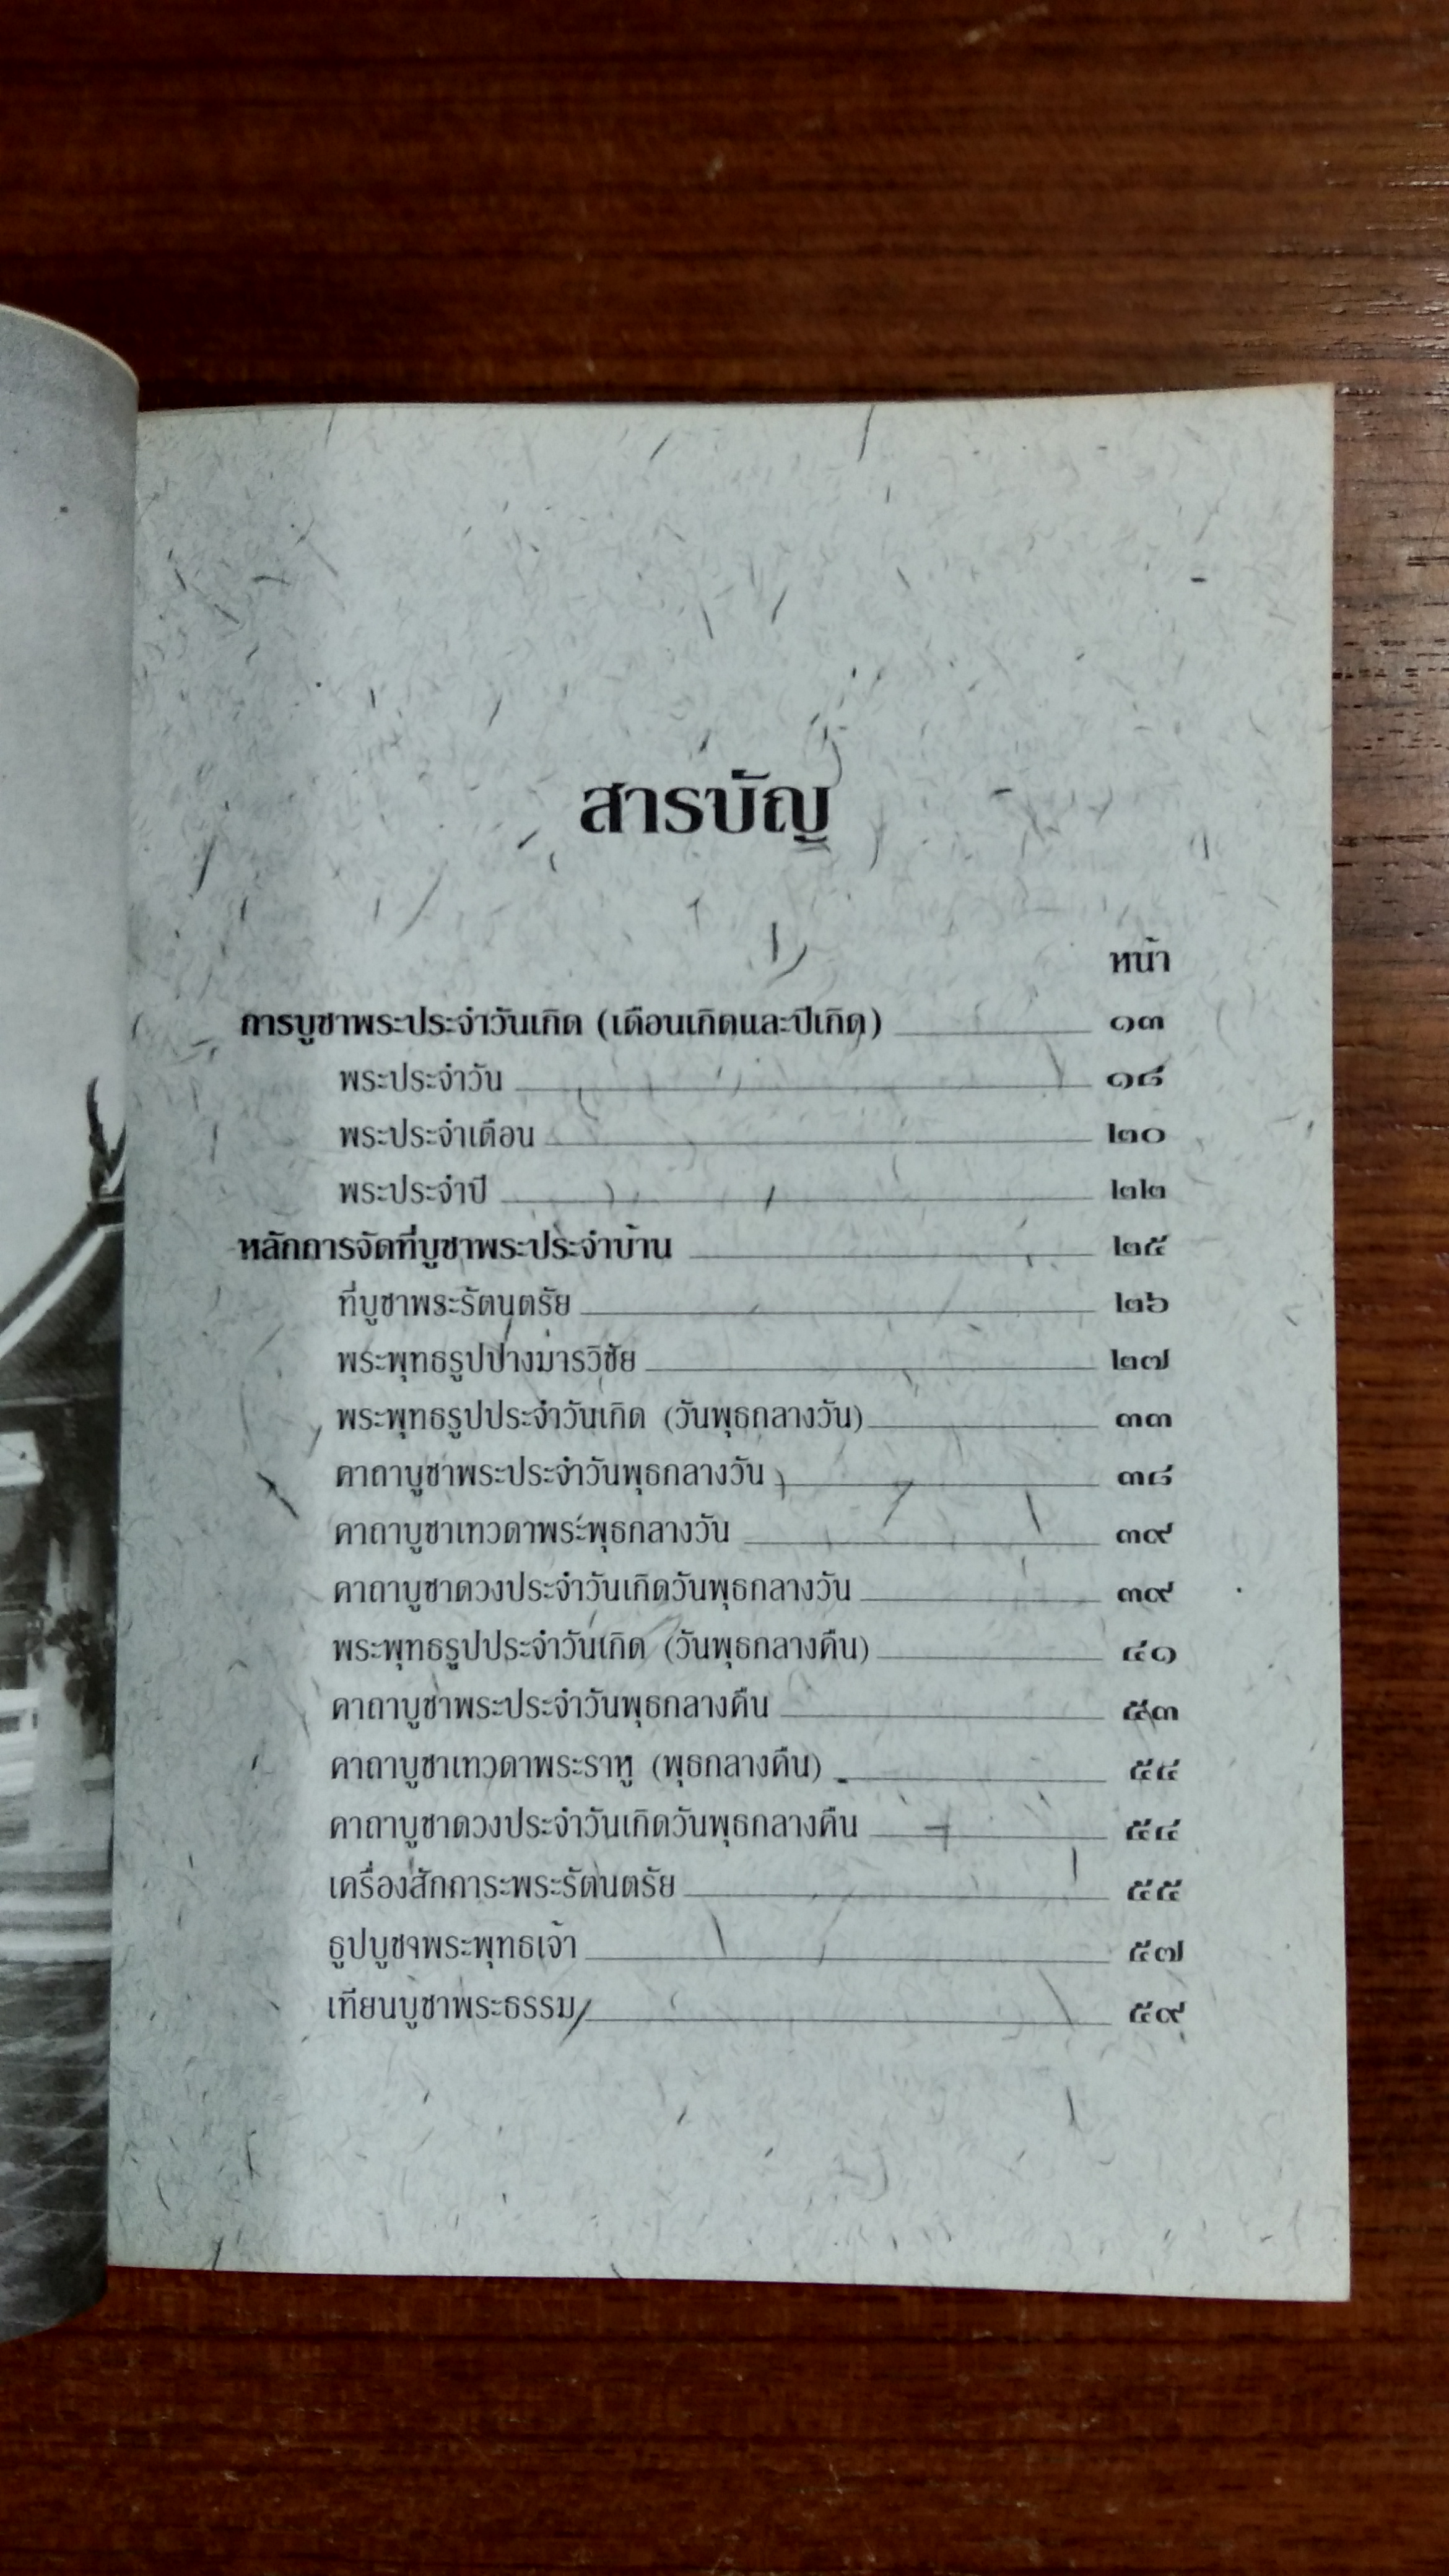 สารบัญ
หน้า
การบูชาพระประจำวันเกิด (เดือนเกิดและปีเกิด) ๑๓
พระประจำวัน ๑๘
พระประจำเดือน ๒๐
พระประจำปี ๒๒
หลักการจัดที่บูชาพระประจำบ้าน ๒๕
ที่บูชาพระรัตนตรัย ๒๖
พระพุทธรูปปางมารวิชัย ๒๗
พระพุทธรูปประจำวันเกิด (วันพุธกลางวัน) ๓๓
คาถาบูชาพระประจำวันพุธกลางวัน ๓๘
คาถาบูชาเทวดาพระพุธกลางวัน ๓๙
คาถาบูชาดวงประจำวันเกิดวันพุธกลางวัน ๓๙
พระพุทธรูปประจำวันเกิด (วันพุธกลางคืน) ๔๑
คาถาบูชาพระประจำวันพุธกลางคืน ๕๓
คาถาบูชาเทวดาพระราหู (พุธกลางคืน) ๕๔
คาถาบูชาดวงประจำวันเกิดวันพุธกลางคืน ๕๔
เครื่องสักการะพระรัตนตรัย ๕๕
ธูปบูชาพระพุทธเจ้า ๕๗
เทียนบูชาพระธรรม ๕๙